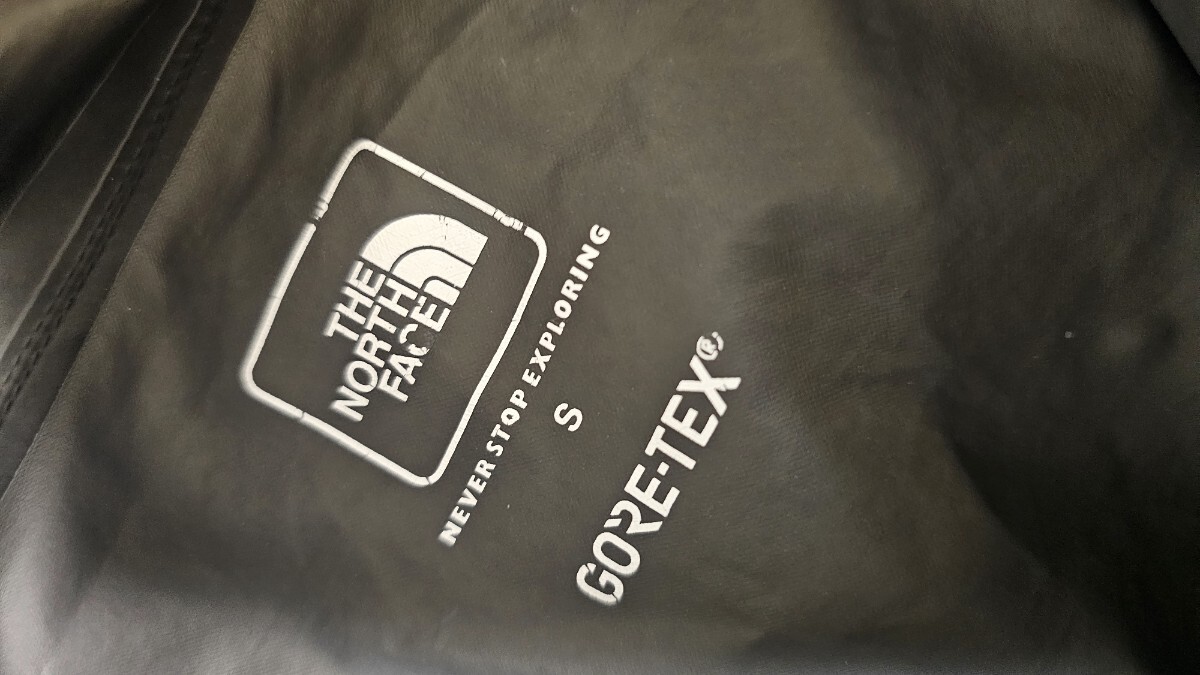 THE
NORTH
FACE
NEVER STOP EXPLORING
S
GORE-TEX®